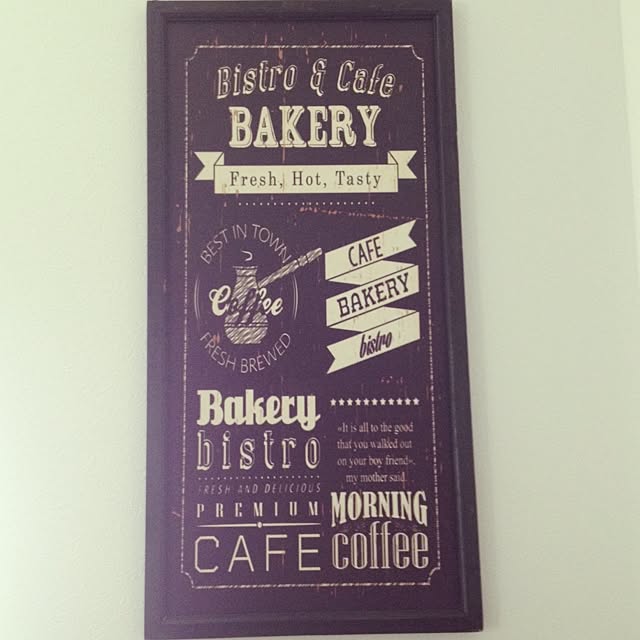 Bistro & Cafe
BAKERY
Fresh, Hot, Tasty
BEST IN TOWN
Coffee
FRESH BREWED
CAFE
BAKERY
bistro
Bakery
bistro
FRESH AND DELICIOUS
PREMIUM
CAFE
»It is all to the good
that you walked out
on your boy friend«.
my mother said.
MORNING
coffee